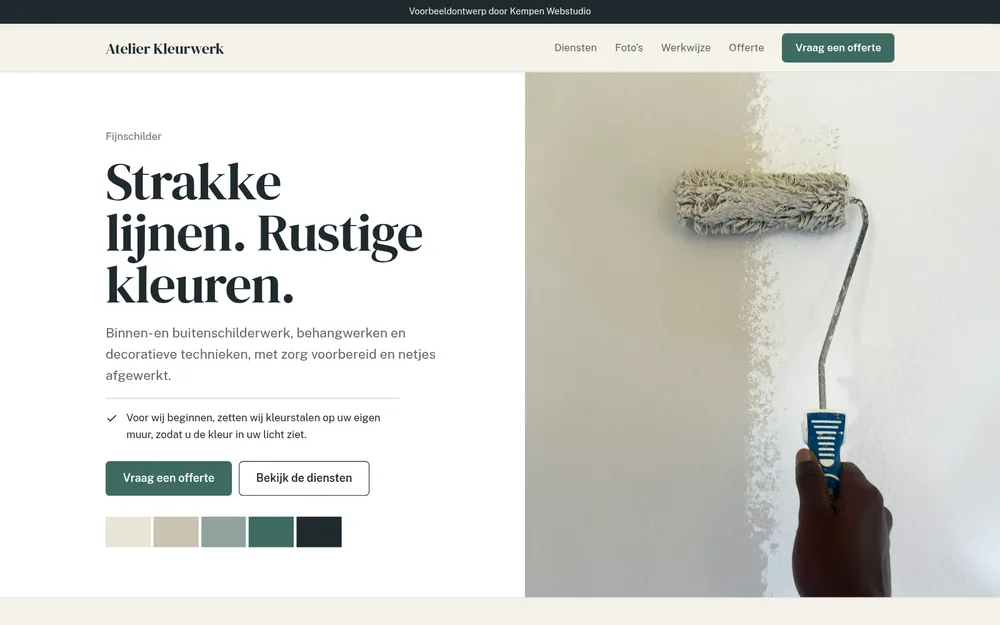 Voorbeeldontwerp door Kempen Webstudio
Atelier Kleurwerk
Diensten
Foto's
Werkwijze
Offerte
Vraag een offerte
Fijnschilder
Strakke
lijnen. Rustige
kleuren.
Binnen- en buitenschilderwerk, behangwerken en
decoratieve technieken, met zorg voorbereid en netjes
afgewerkt.
Voor wij beginnen, zetten wij kleurstalen op uw eigen
muur, zodat u de kleur in uw licht ziet.
Vraag een offerte
Bekijk de diensten